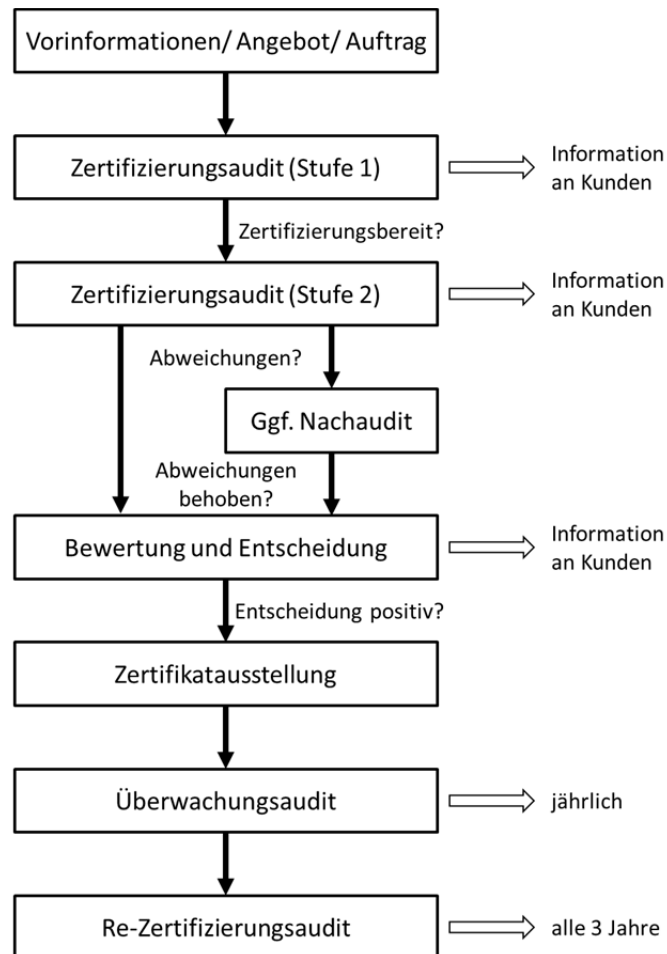 Vorinformationen/ Angebot/ Auftrag
Zertifizierungsaudit (Stufe 1)
Information
an Kunden
Zertifizierungsbereit?
Zertifizierungsaudit (Stufe 2)
Information
an Kunden
Abweichungen?
Ggf. Nachaudit
Abweichungen
behoben?
Bewertung und Entscheidung
Information
an Kunden
Entscheidung positiv?
Zertifikatausstellung
Überwachungsaudit
jährlich
Re-Zertifizierungsaudit
alle 3 Jahre